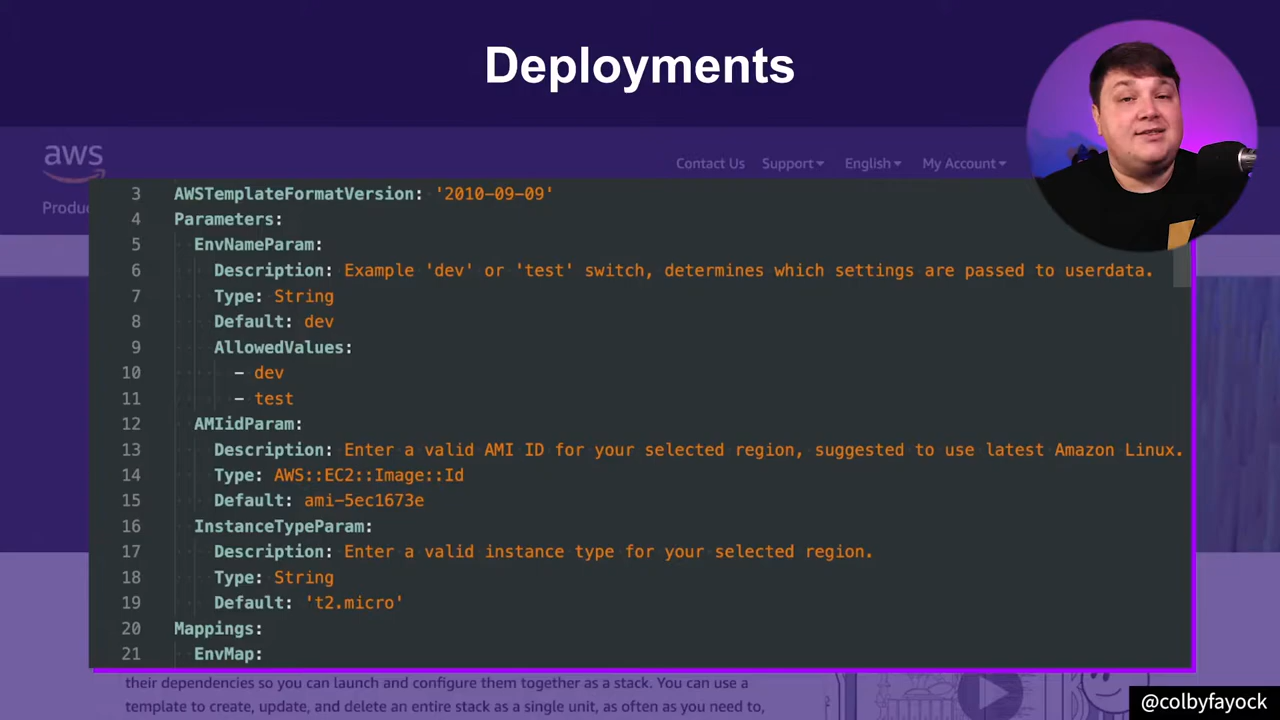 Deployments
aws
Contact Us Support English My Account
Produ
3 AWSTemplateFormatVersion: '2010-09-09'
4 Parameters:
5 EnvNameParam:
6 Description: Example 'dev' or 'test' switch, determines which settings are passed to userdata.
7 Type: String
8 Default: dev
9 AllowedValues:
10 - dev
11 - test
12 AMIidParam:
13 Description: Enter a valid AMI ID for your selected region, suggested to use latest Amazon Linux.
14 Type: AWS::EC2::Image::Id
15 Default: ami-5ec1673e
16 InstanceTypeParam:
17 Description: Enter a valid instance type for your selected region.
18 Type: String
19 Default: 't2.micro'
20 Mappings:
21 EnvMap:
their dependencies so you can launch and configure them together as a stack. You can use a
template to create, update, and delete an entire stack as a single unit, as often as you need to,
@colbyfayock